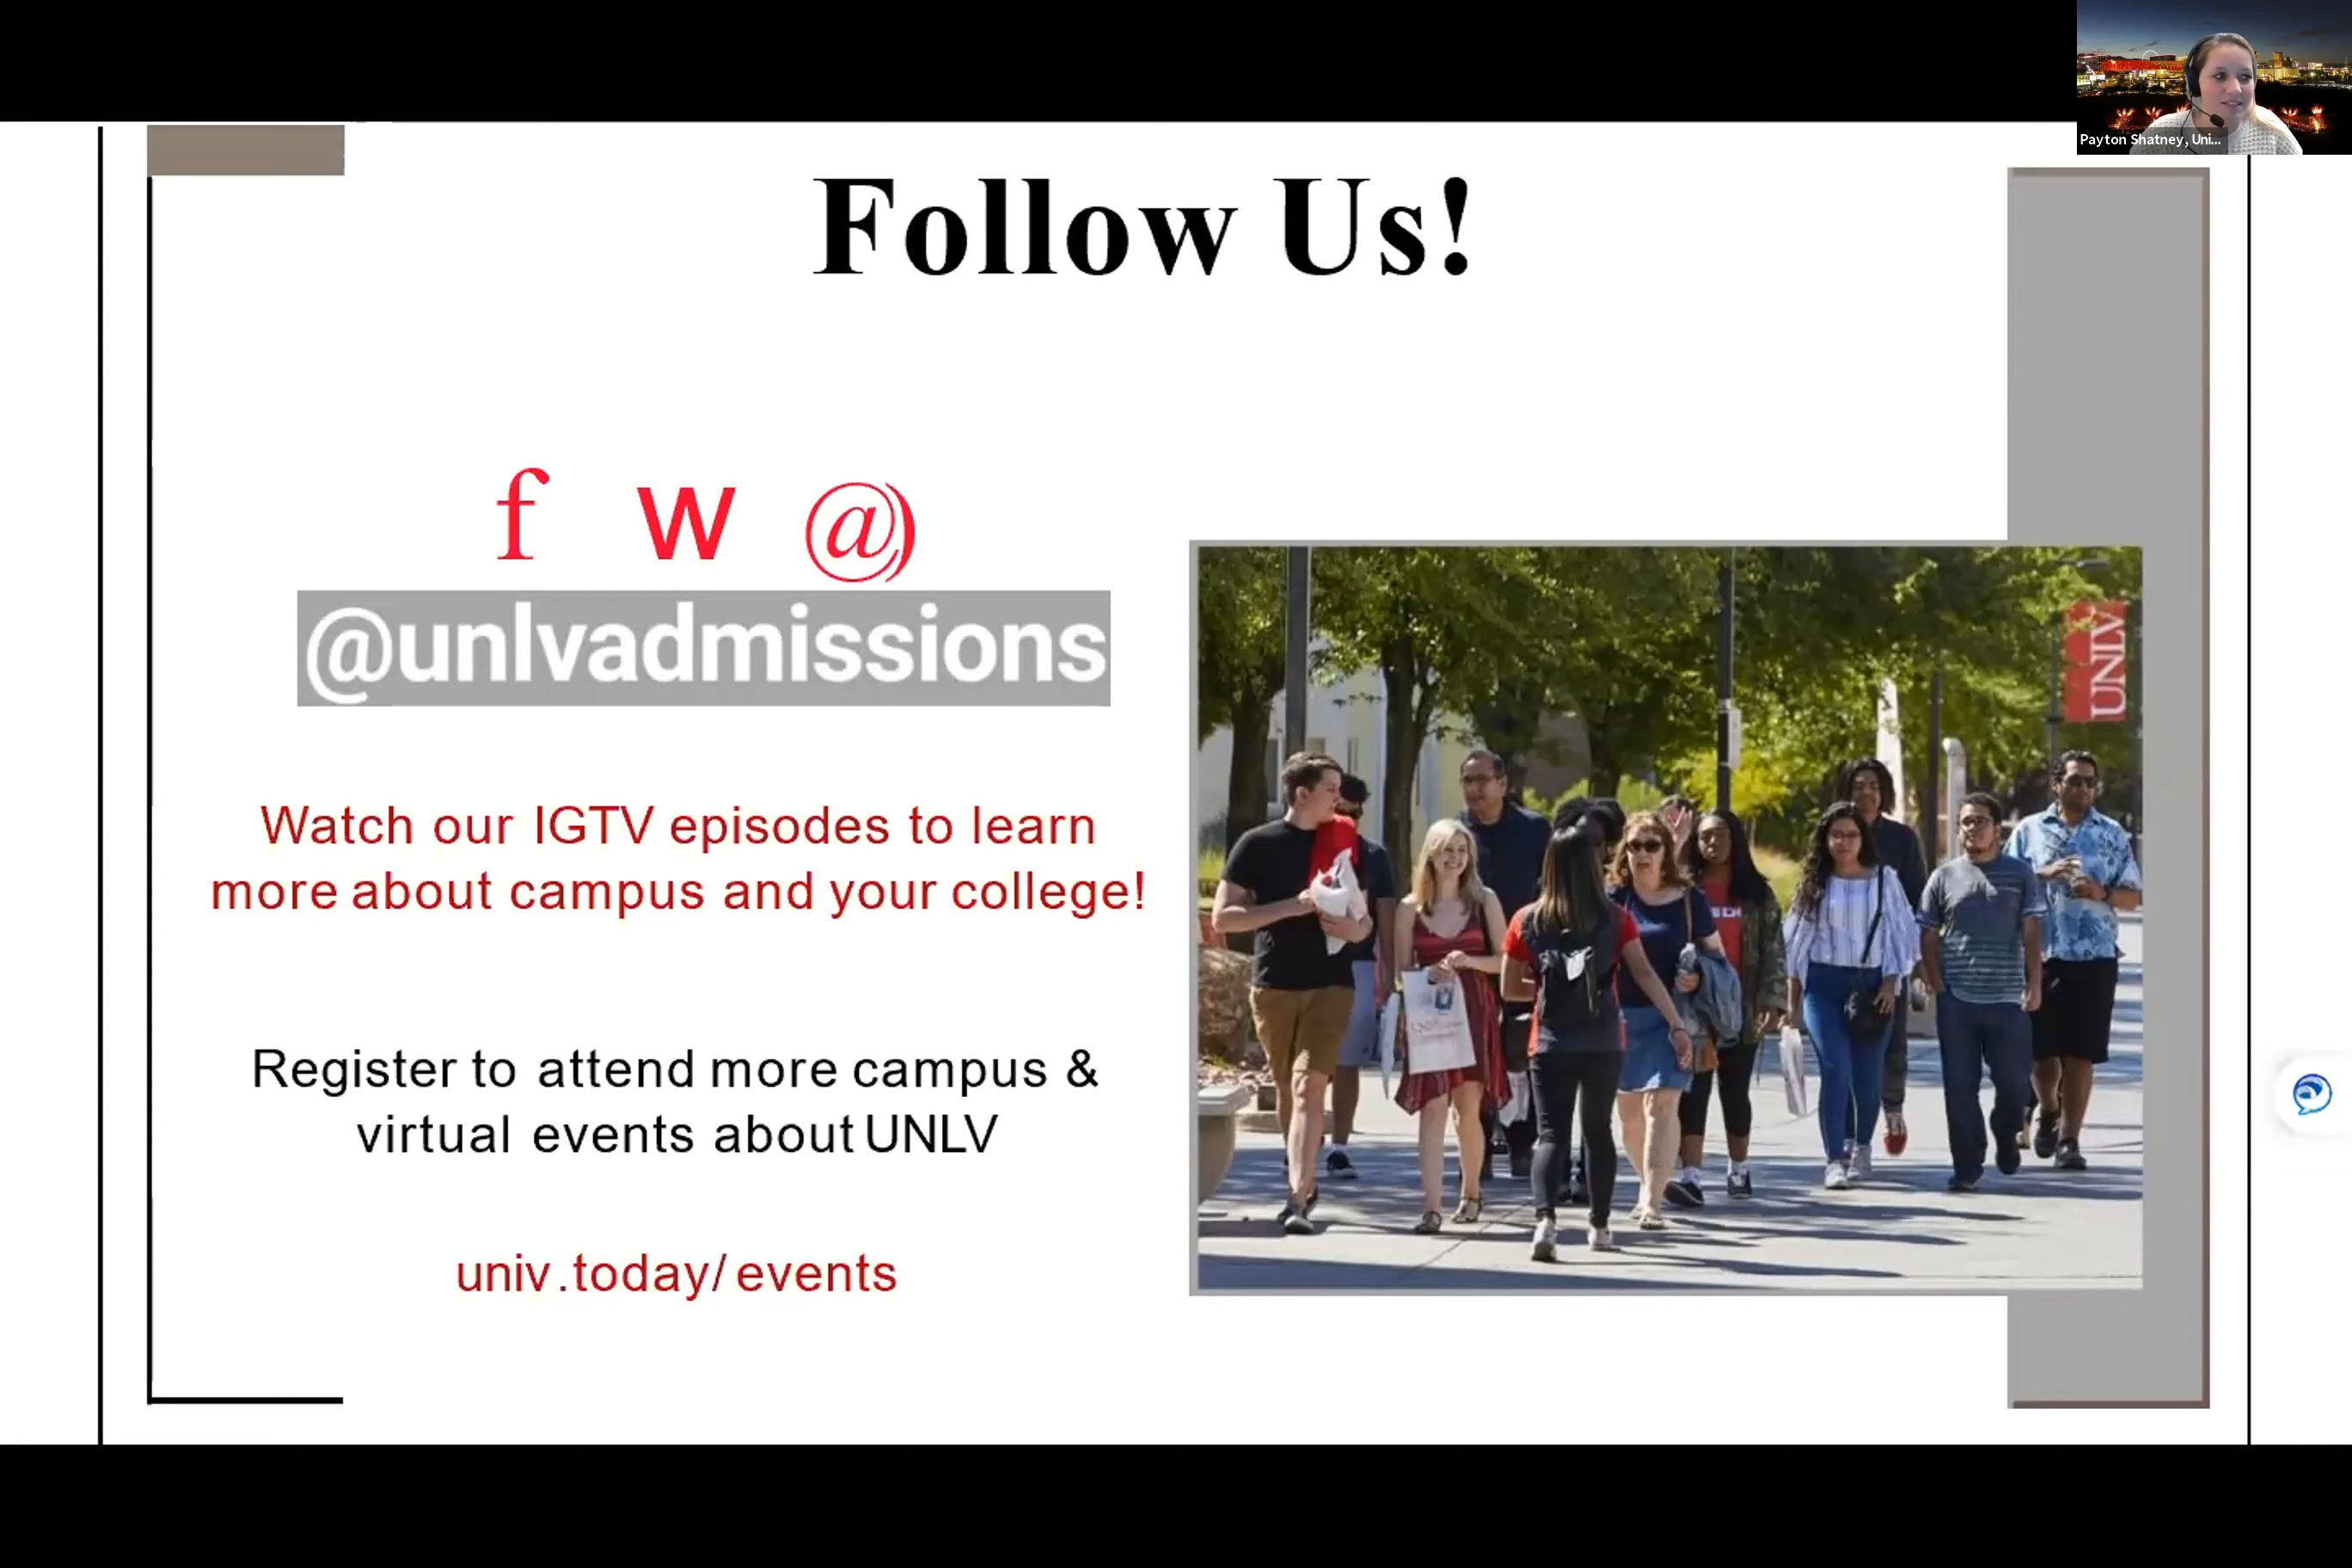 Payton Shatney, Uni...
Follow Us!
f w @)
@unlvadmissions
UNLV
Watch our IGTV episodes to learn
more about campus and your college!
Register to attend more campus &
virtual events about UNLV
univ.today/events